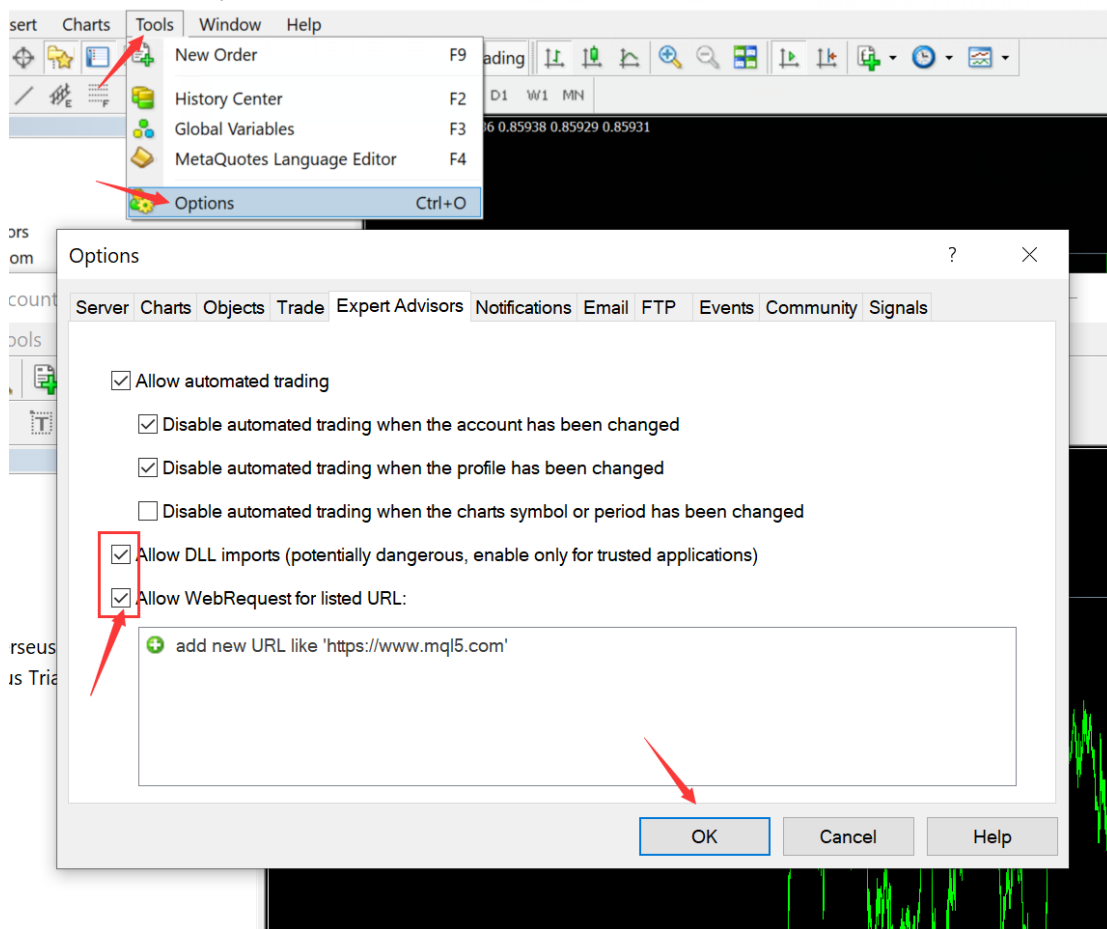 sert Charts Tools Window Help
New Order F9
ading
History Center F2
D1 W1 MN
E
F
Global Variables F3
36 0.85938 0.85929 0.85931
MetaQuotes Language Editor F4
Options Ctrl+O
ors
om
Options ? ×
count
Server Charts Objects Trade Expert Advisors Notifications Email FTP Events Community Signals
ools
Allow automated trading
T
Disable automated trading when the account has been changed
Disable automated trading when the profile has been changed
Disable automated trading when the charts symbol or period has been changed
Allow DLL imports (potentially dangerous, enable only for trusted applications)
Allow WebRequest for listed URL:
add new URL like 'https://www.mql5.com'
rseus
us Tria
OK Cancel Help